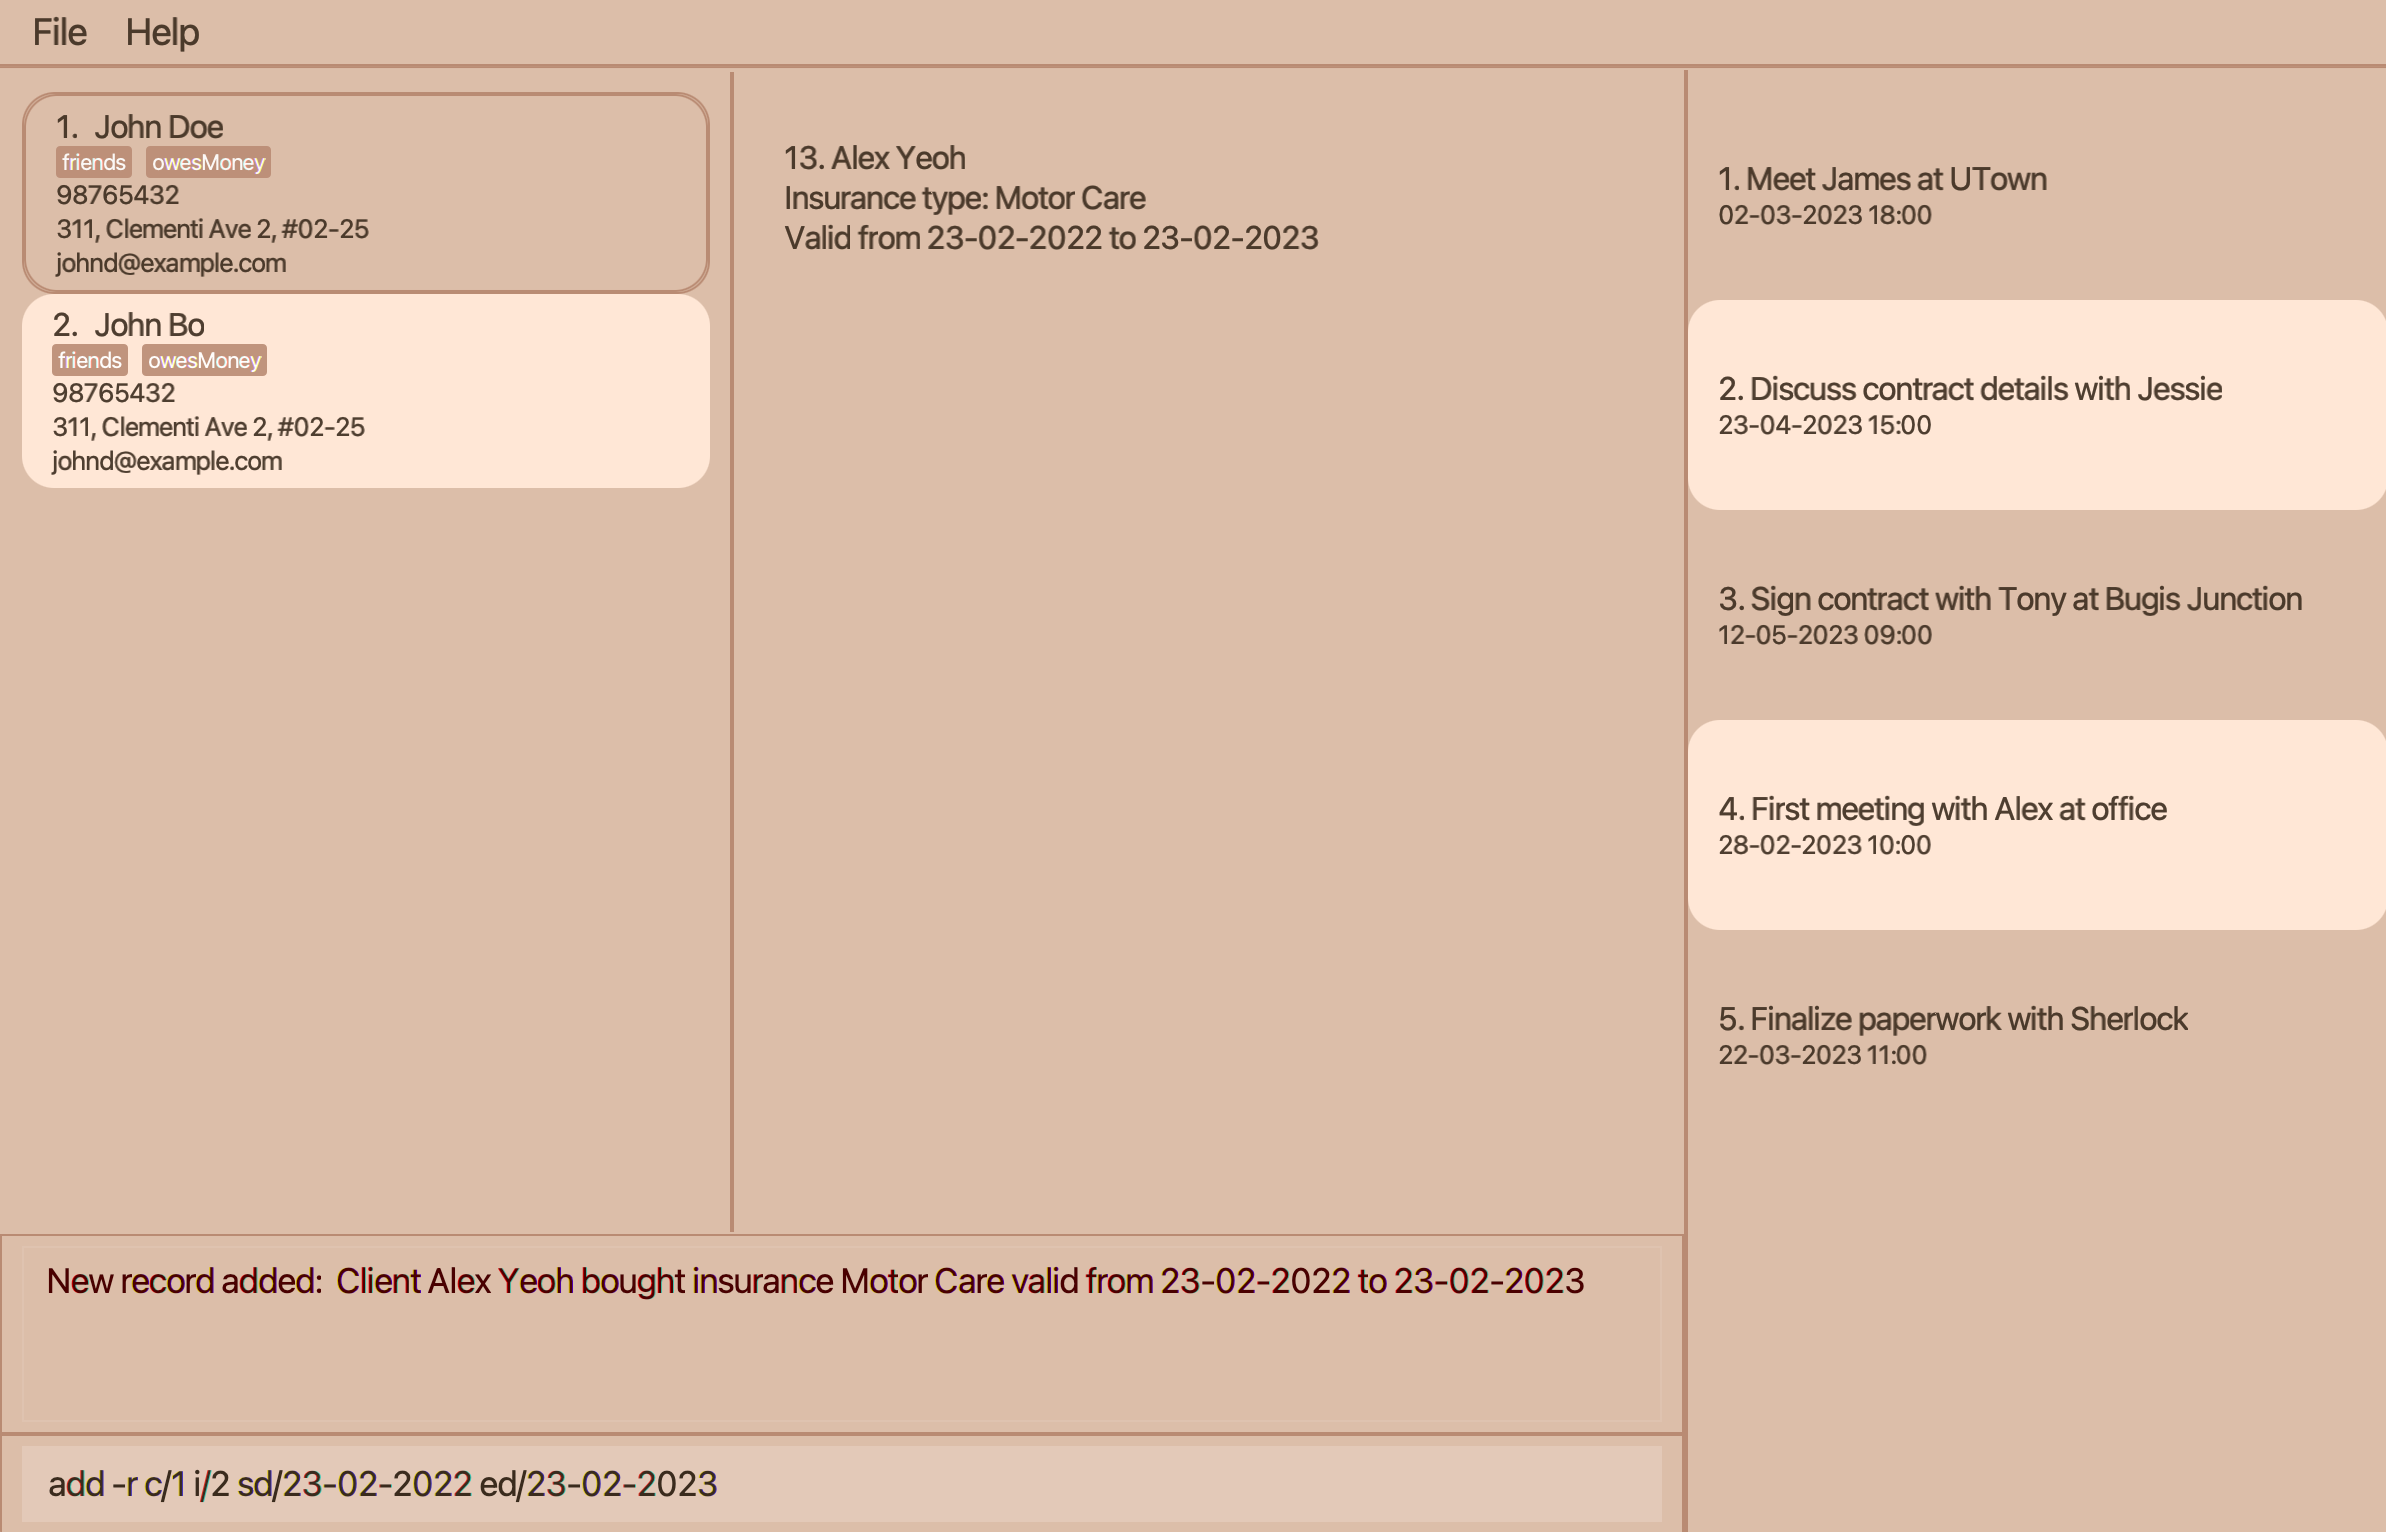 File Help
1. John Doe
friends owesMoney
98765432
311, Clementi Ave 2, #02-25
johnd@example.com
2. John Bo
friends owesMoney
98765432
311, Clementi Ave 2, #02-25
johnd@example.com
13. Alex Yeoh
Insurance type: Motor Care
Valid from 23-02-2022 to 23-02-2023
1. Meet James at UTown
02-03-2023 18:00
2. Discuss contract details with Jessie
23-04-2023 15:00
3. Sign contract with Tony at Bugis Junction
12-05-2023 09:00
4. First meeting with Alex at office
28-02-2023 10:00
5. Finalize paperwork with Sherlock
22-03-2023 11:00
New record added: Client Alex Yeoh bought insurance Motor Care valid from 23-02-2022 to 23-02-2023
add -r c/1 i/2 sd/23-02-2022 ed/23-02-2023